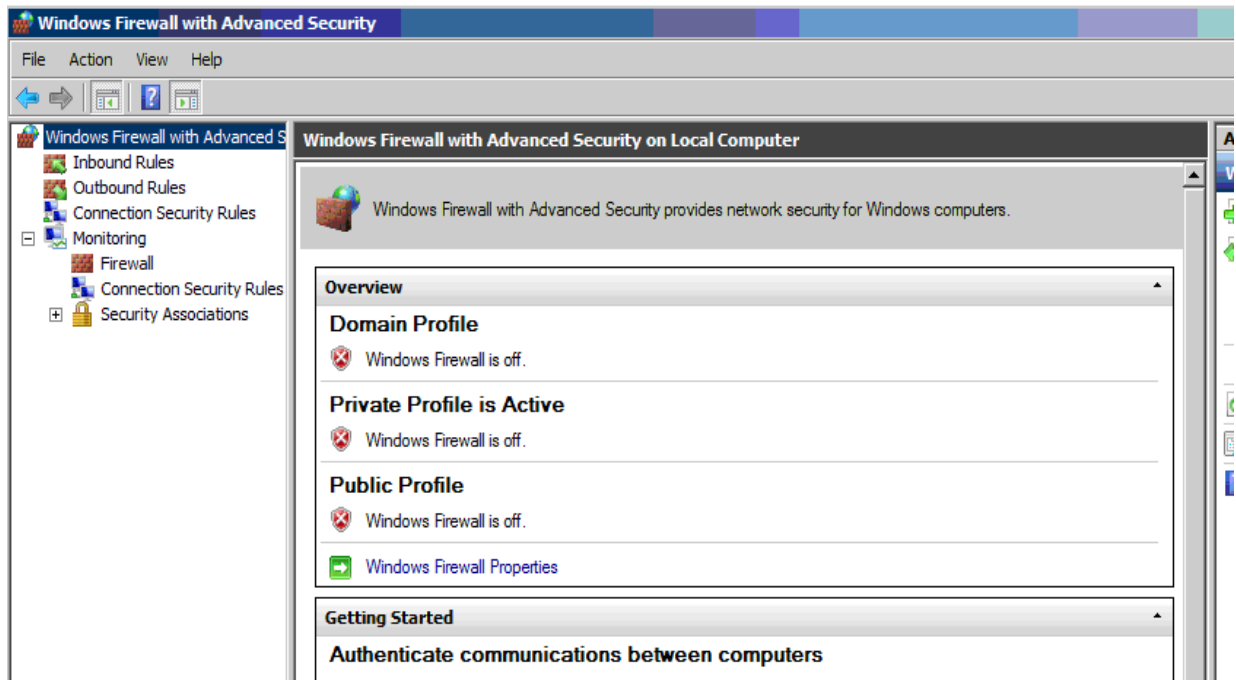 Windows Firewall with Advanced Security
File Action View Help
Windows Firewall with Advanced S
Inbound Rules
Outbound Rules
Connection Security Rules
Monitoring
Firewall
Connection Security Rules
Security Associations
Windows Firewall with Advanced Security on Local Computer
Windows Firewall with Advanced Security provides network security for Windows computers.
Overview
Domain Profile
Windows Firewall is off.
Private Profile is Active
Windows Firewall is off.
Public Profile
Windows Firewall is off.
Windows Firewall Properties
Getting Started
Authenticate communications between computers